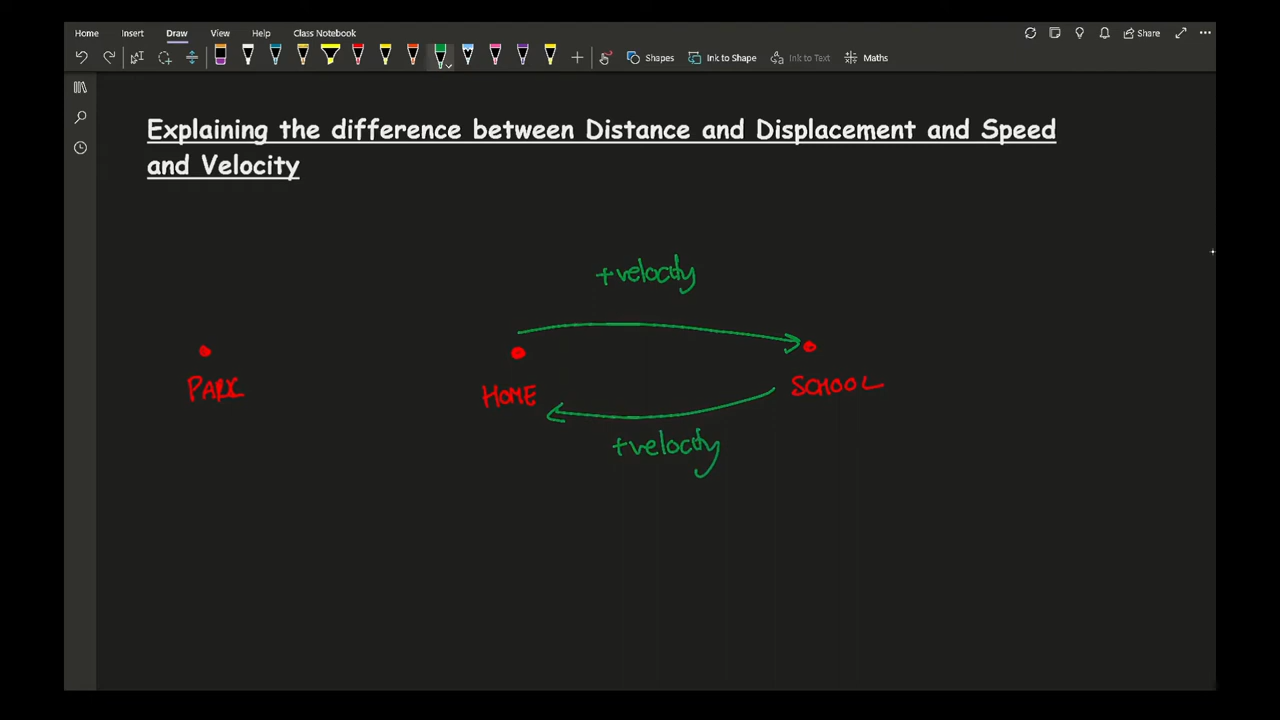 Home Insert Draw View Help Class Notebook Share
Shapes Ink to Shape Ink to Text Maths
Explaining the difference between Distance and Displacement and Speed
and Velocity
+velocity
PARK HOME SCHOOL
+velocity